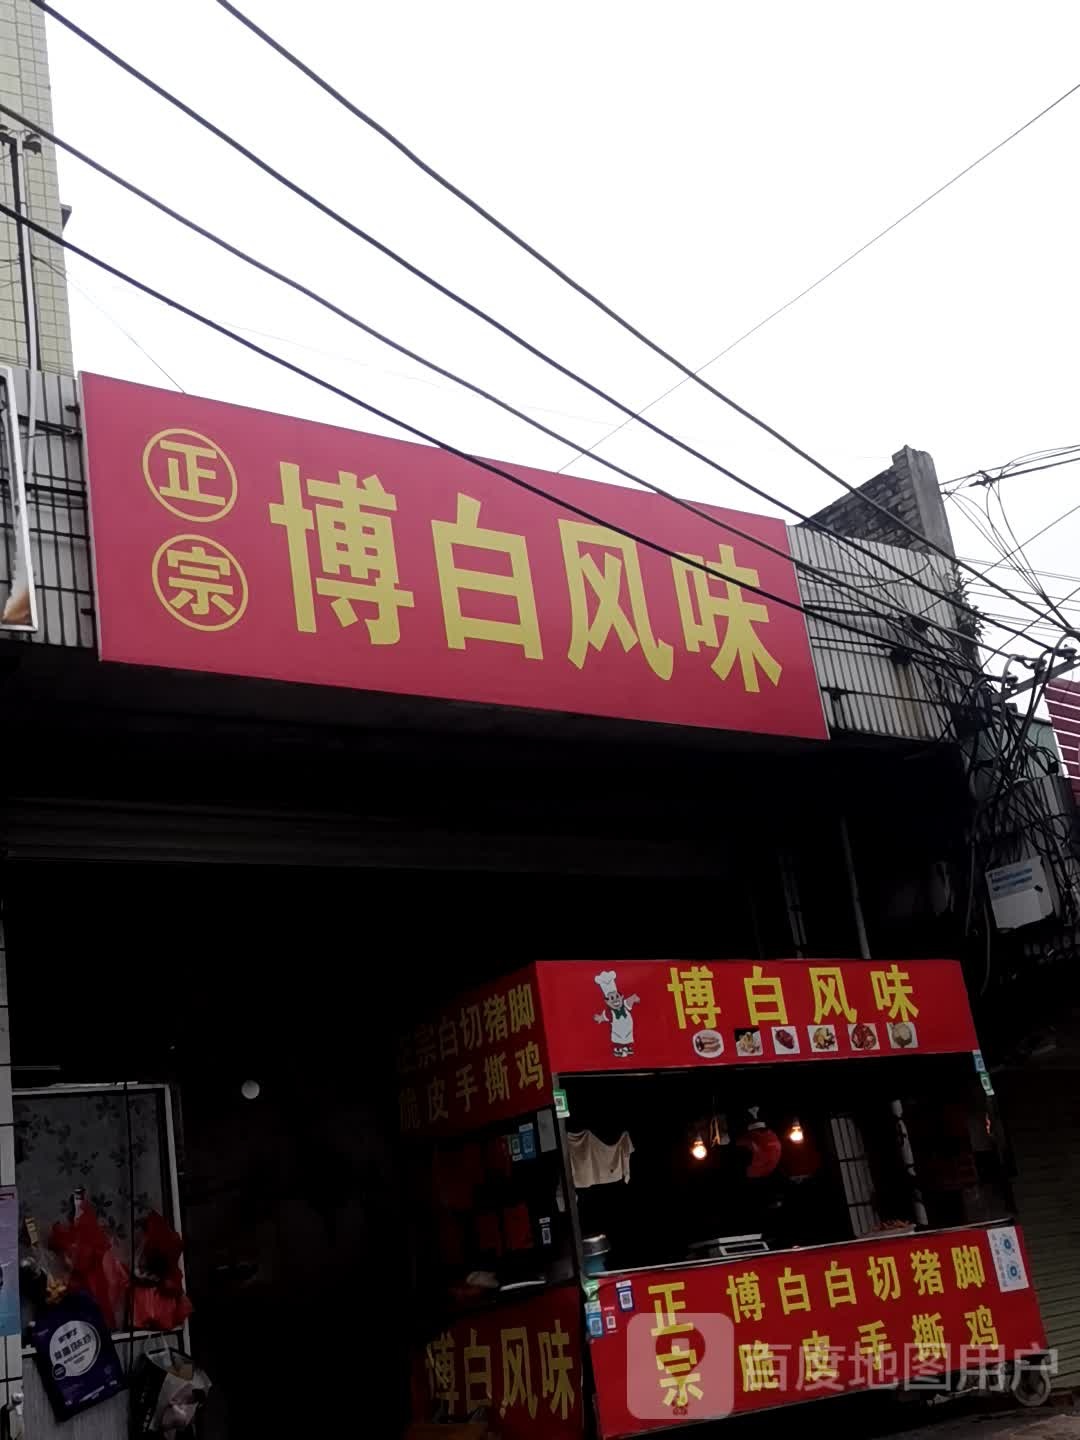 正宗
博白风味
博白风味
正宗白切猪脚
脆皮手撕鸡
正宗
博白白切猪脚
脆皮手撕鸡
博白风味
百度地图用户